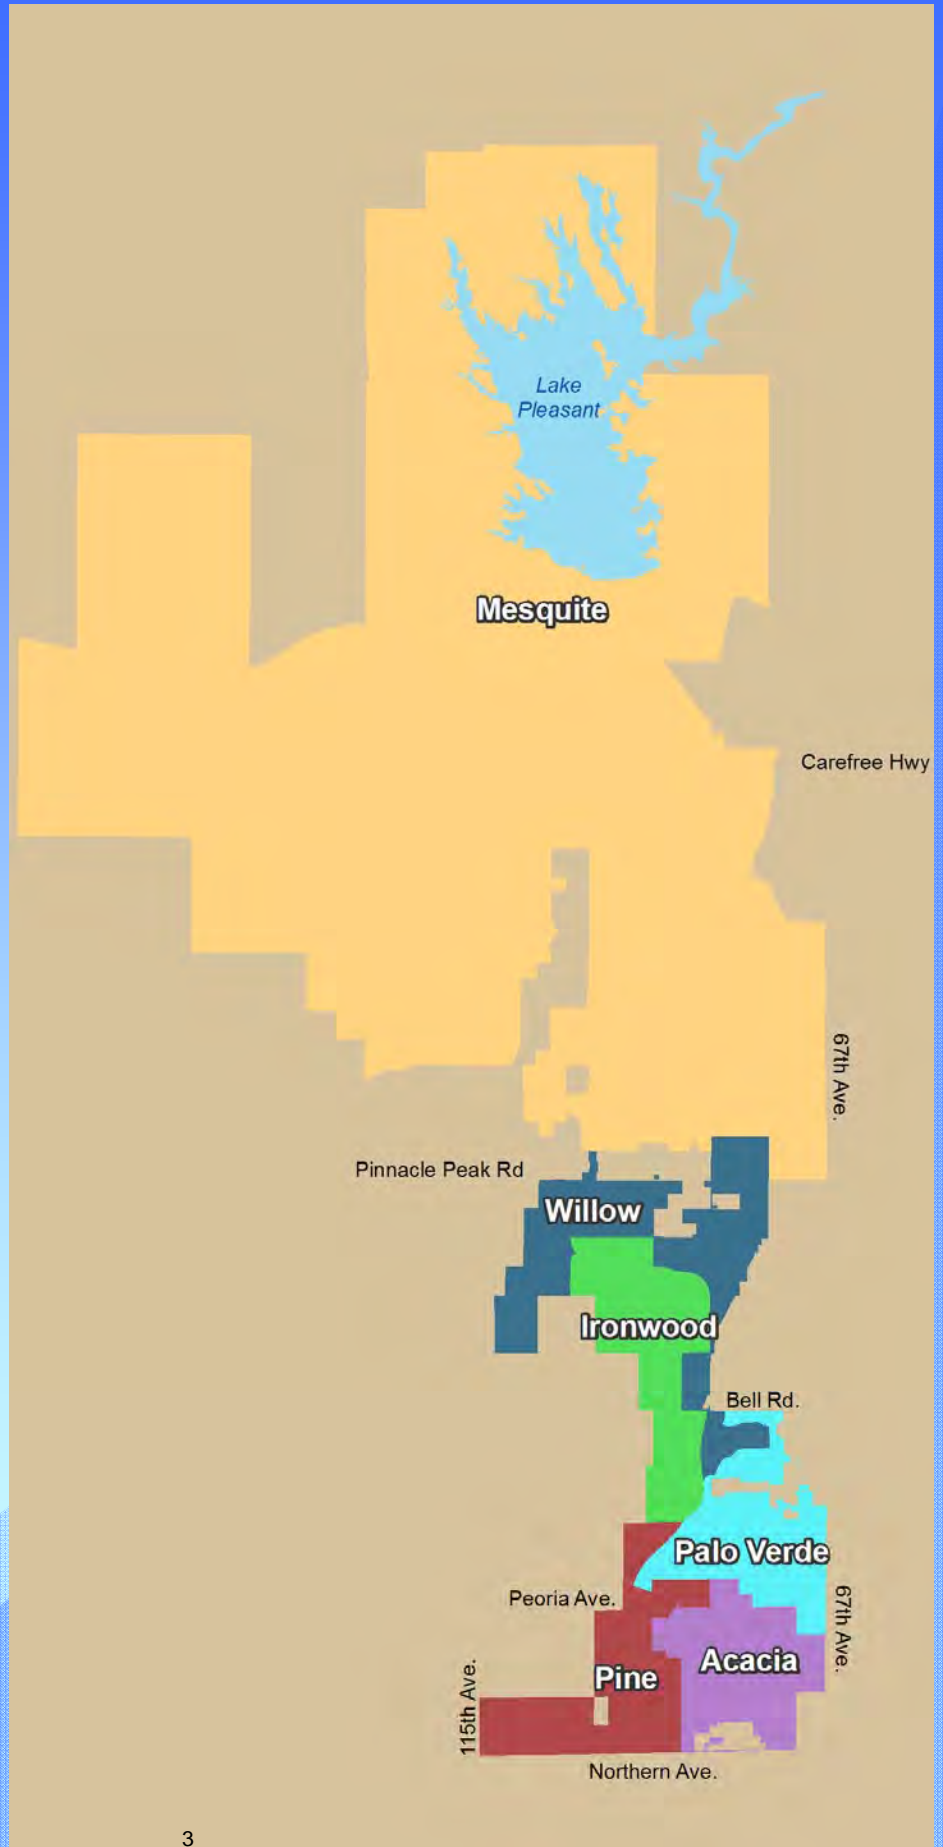 Lake
Pleasant
Mesquite
Carefree Hwy
67th Ave.
Pinnacle Peak Rd
Willow
Ironwood
Bell Rd.
Palo Verde
Peoria Ave.
67th Ave.
Acacia
Pine
115th Ave.
Northern Ave.
3